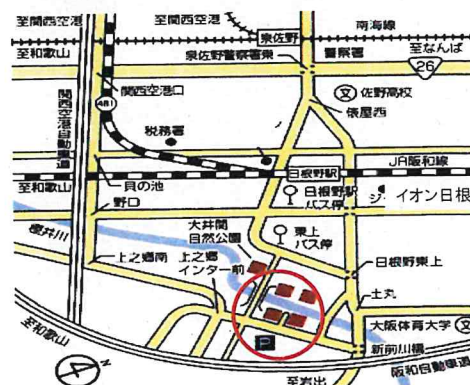 至関西空港
至関西空港
南海線
泉佐野
至和歌山
泉佐野警察署東
警察署
至なんば
26
関西空港口
佐野高校
481
俵屋西
関西空港自動車道
税務署
日根野駅
JR阪和線
至和歌山
貝の池
日根野駅
バス停
イオン日根
野口
大井関
自然公園
東上
バス停
樫井川
上之郷南
上之郷
インター前
日根野東上
土丸
大阪体育大学
P
新前川橋
至和歌山
阪和自動車道
至岩出
N